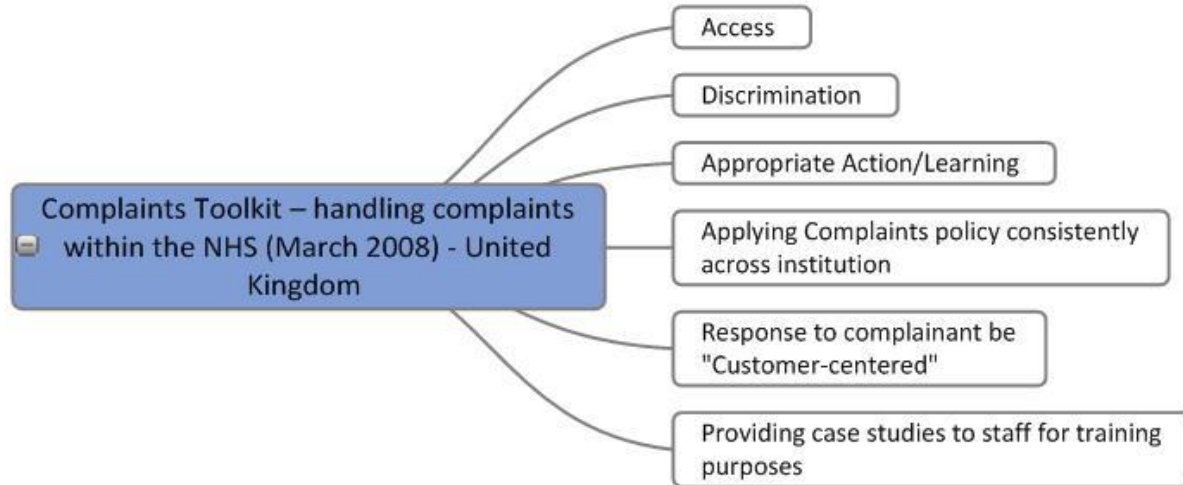 Access
Discrimination
Appropriate Action/Learning
Complaints Toolkit – handling complaints
within the NHS (March 2008) - United
Kingdom
Applying Complaints policy consistently
across institution
Response to complainant be
"Customer-centered"
Providing case studies to staff for training
purposes